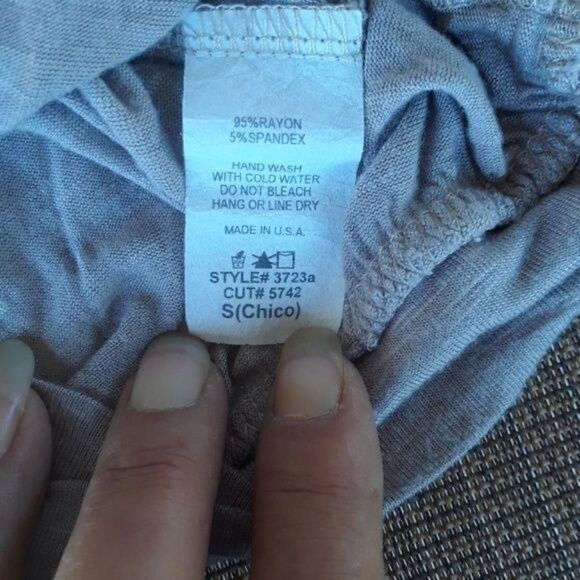 95%RAYON
5%SPANDEX
HAND WASH
WITH COLD WATER
DO NOT BLEACH
HANG OR LINE DRY
MADE IN U.S.A.
STYLE# 3723a
CUT# 5742
S(Chico)